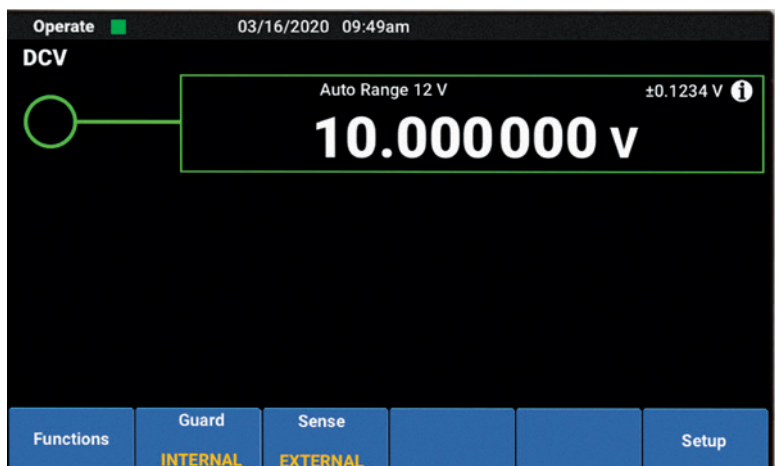 Operate 03/16/2020 09:49am
DCV
Auto Range 12 V ±0.1234 V i
10.000000 V
Functions Guard Sense Setup
INTERNAL EXTERNAL